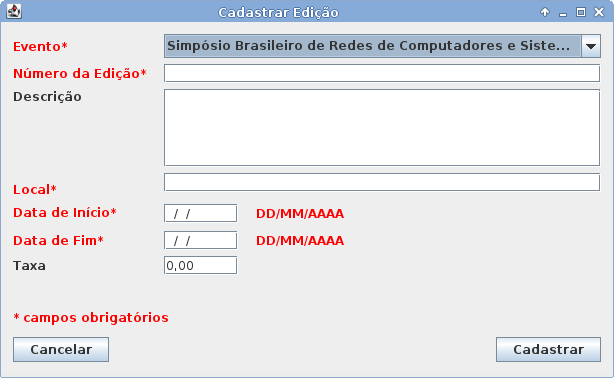 Cadastrar Edição
Evento* Simpósio Brasileiro de Redes de Computadores e Siste...
Número da Edição*
Descrição
Local*
Data de Início* / / DD/MM/AAAA
Data de Fim* / / DD/MM/AAAA
Taxa 0,00
* campos obrigatórios
Cancelar Cadastrar